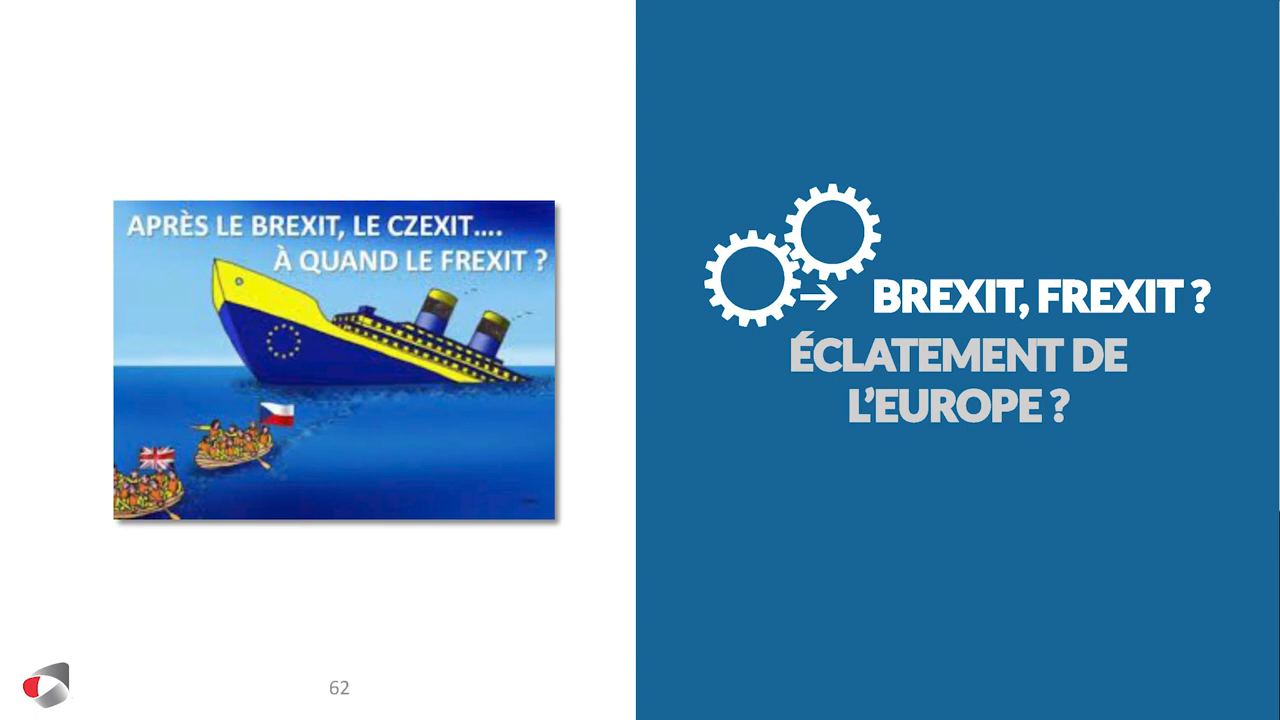 APRÈS LE BREXIT, LE CZEXIT....
À QUAND LE FREXIT ?
BREXIT, FREXIT ?
ÉCLATEMENT DE
L'EUROPE ?
62